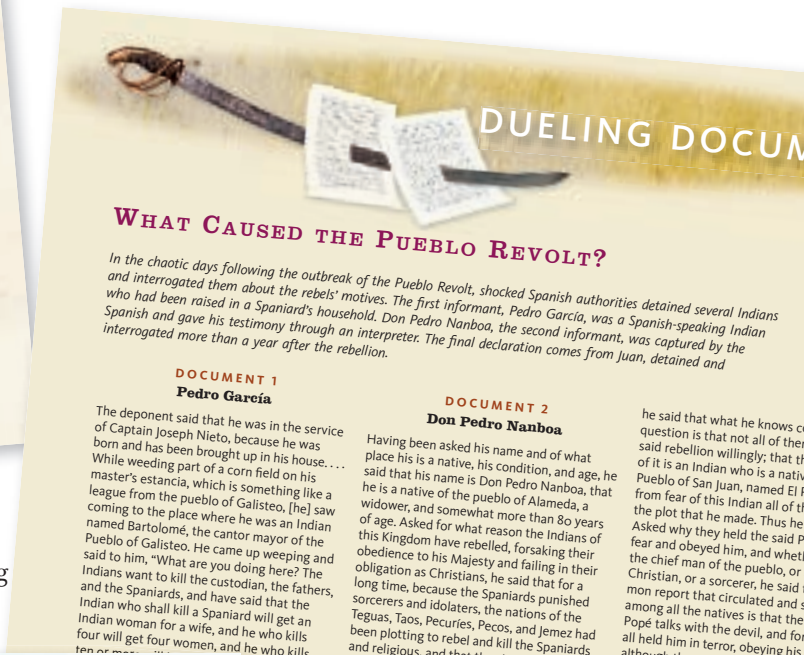 DUELING DOCUM
WHAT CAUSED THE PUEBLO REVOLT?
In the chaotic days following the outbreak of the Pueblo Revolt, shocked Spanish authorities detained several Indians
and interrogated them about the rebels' motives. The first informant, Pedro García, was a Spanish-speaking Indian
who had been raised in a Spaniard's household. Don Pedro Nanboa, the second informant, was captured by the
Spanish and gave his testimony through an interpreter. The final declaration comes from Juan, detained and
interrogated more than a year after the rebellion.
DOCUMENT 1
Pedro García
The deponent said that he was in the service
of Captain Joseph Nieto, because he was
born and has been brought up in his house. . . .
While weeding part of a corn field on his
master's estancia, which is something like a
league from the pueblo of Galisteo, [he] saw
coming to the place where he was an Indian
named Bartolomé, the cantor mayor of the
Pueblo of Galisteo. He came up weeping and
said to him, "What are you doing here? The
Indians want to kill the custodian, the fathers,
and the Spaniards, and have said that the
Indian who shall kill a Spaniard will get an
Indian woman for a wife, and he who kills
four will get four women, and he who kills
ten or more
DOCUMENT 2
Don Pedro Nanboa
Having been asked his name and of what
place his is a native, his condition, and age, he
said that his name is Don Pedro Nanboa, that
he is a native of the pueblo of Alameda, a
widower, and somewhat more than 80 years
of age. Asked for what reason the Indians of
this Kingdom have rebelled, forsaking their
obedience to his Majesty and failing in their
obligation as Christians, he said that for a
long time, because the Spaniards punished
sorcerers and idolaters, the nations of the
Teguas, Taos, Pecuríes, Pecos, and Jemez had
been plotting to rebel and kill the Spaniards
and religious, and that
he said that what he knows c
question is that not all of ther
said rebellion willingly; that th
of it is an Indian who is a nativ
Pueblo of San Juan, named El P
from fear of this Indian all of th
the plot that he made. Thus he
Asked why they held the said P
fear and obeyed him, and wheth
the chief man of the pueblo, or
Christian, or a sorcerer, he said t
mon report that circulated and s
among all the natives is that the
Popé talks with the devil, and for
all held him in terror, obeying his
although
g